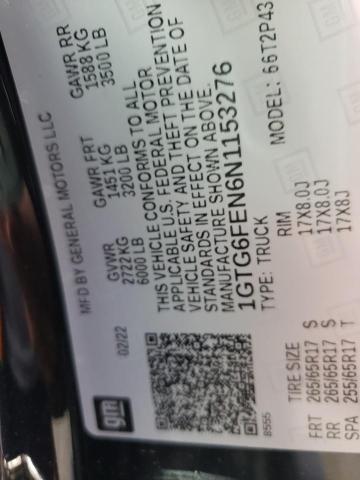 gm
MFD BY GENERAL MOTORS LLC
02/22
GVWR GAWR FRT GAWR RR
2722KG 1451 KG 1588 KG
6000 LB 3200 LB 3500 LB
THIS VEHICLE CONFORMS TO ALL
APPLICABLE U.S. FEDERAL MOTOR
VEHICLE SAFETY AND THEFT PREVENTION
STANDARDS IN EFFECT ON THE DATE OF
MANUFACTURE SHOWN ABOVE.
1GTG6FEN6N1153276
TYPE: TRUCK MODEL: 66T2P43
8555
TIRE SIZE RIM
FRT 265/65R17 S 17X8.0J
RR 265/65R17 S 17X8.0J
SPA 255/65R17 T 17X8J